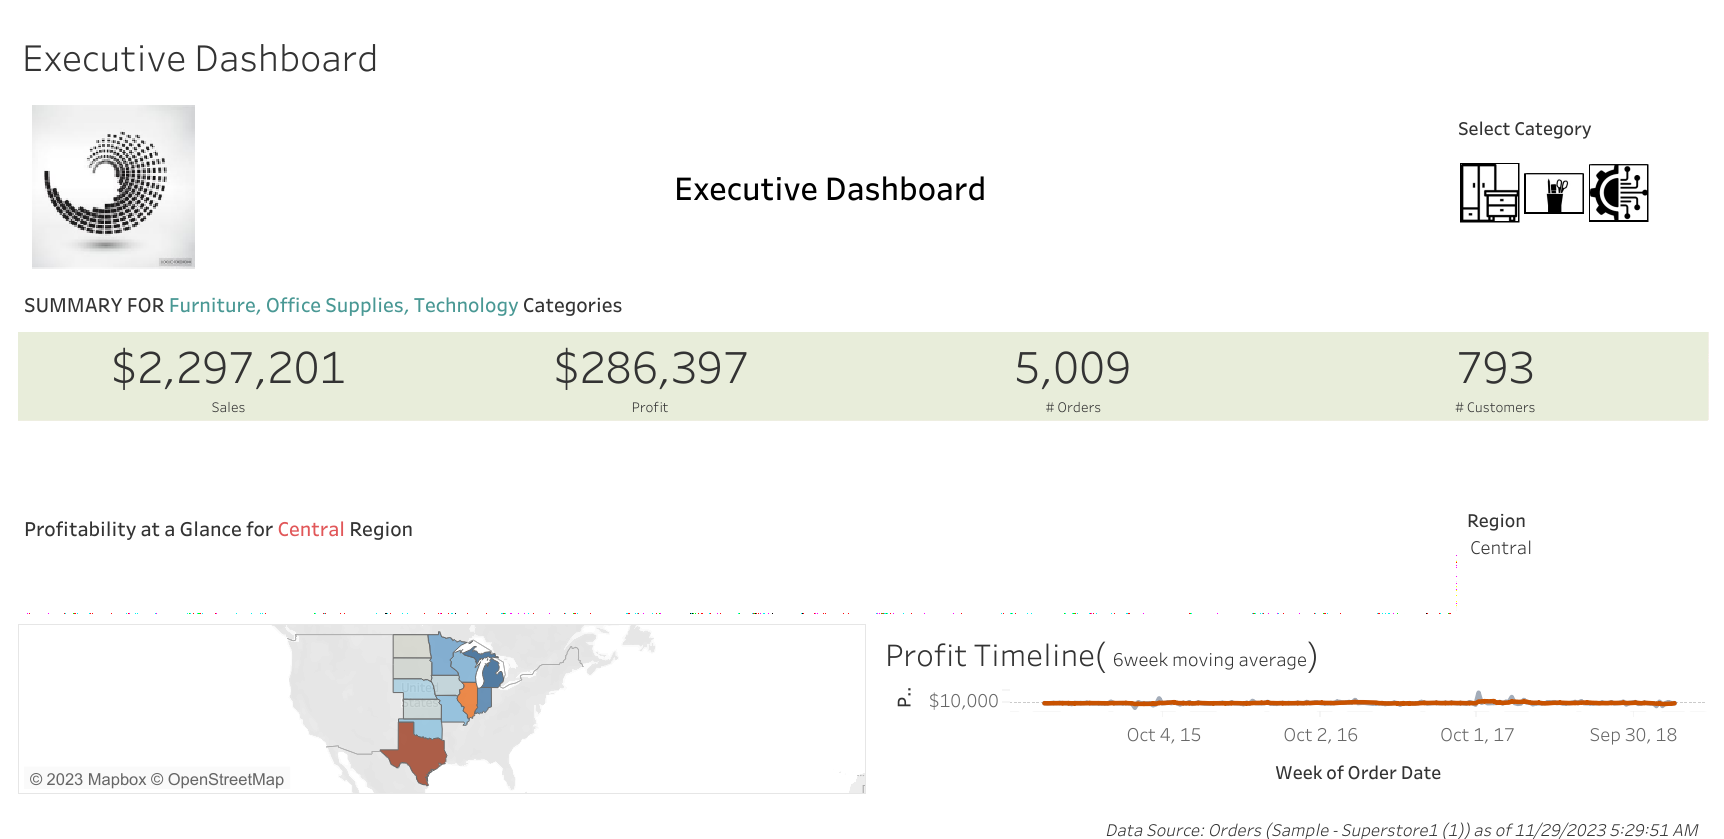 Executive Dashboard
Executive Dashboard
Select Category
SUMMARY FOR Furniture, Office Supplies, Technology Categories
$2,297,201
Sales
$286,397
Profit
5,009
# Orders
793
# Customers
Profitability at a Glance for Central Region
Region
Central
United
States
© 2023 Mapbox © OpenStreetMap
Profit Timeline( 6week moving average)
P..
$10,000
Oct 4, 15
Oct 2, 16
Oct 1, 17
Sep 30, 18
Week of Order Date
Data Source: Orders (Sample - Superstore1 (1)) as of 11/29/2023 5:29:51 AM